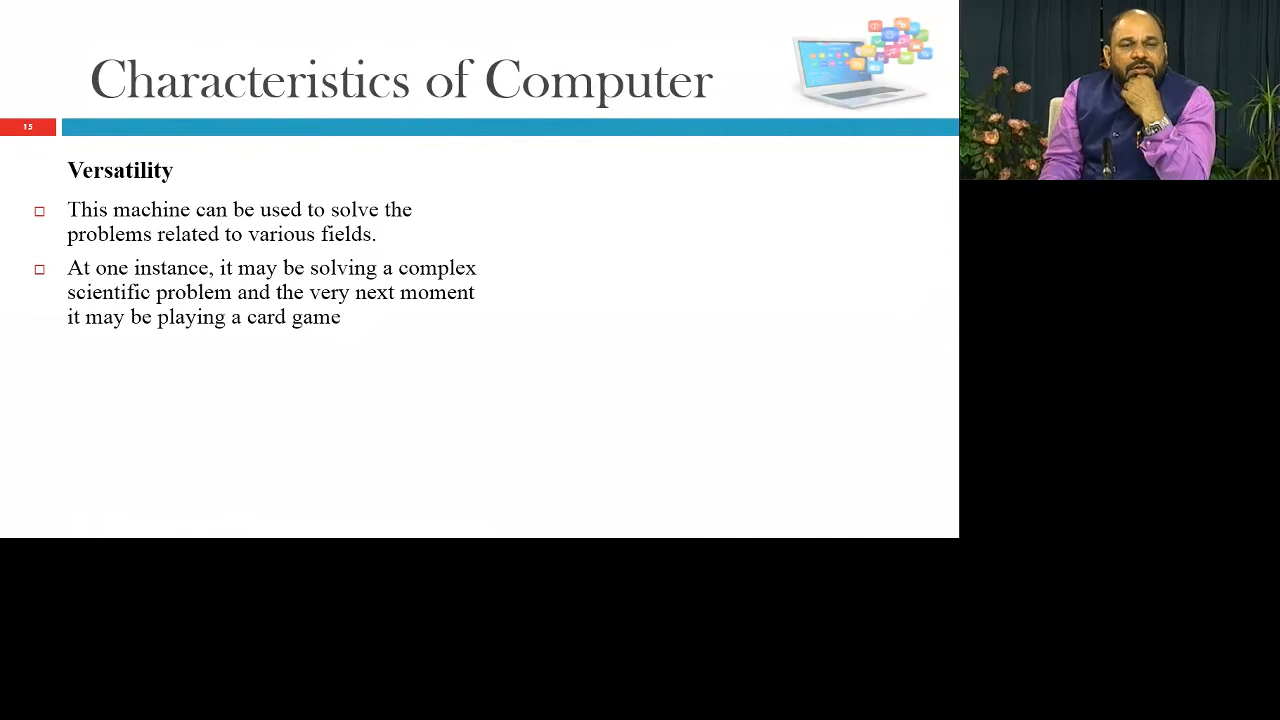 Characteristics of Computer
15
Versatility
This machine can be used to solve the
problems related to various fields.
At one instance, it may be solving a complex
scientific problem and the very next moment
it may be playing a card game